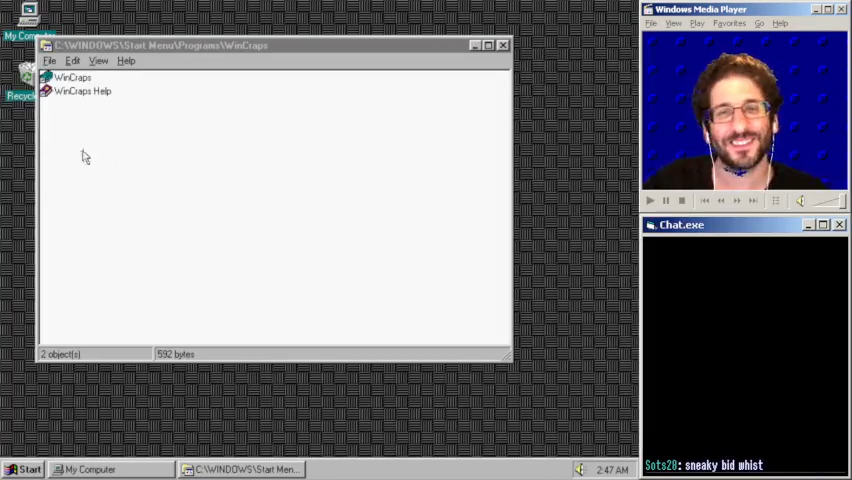 My Computer
Recycle
C:\WINDOWS\Start Menu\Programs\WinCraps
File Edit View Help
WinCraps
WinCraps Help
2 object(s) 592 bytes
Start My Computer C:\WINDOWS\Start Men... 2:47 AM
Windows Media Player
File View Play Favorites Go Help
Chat.exe
Sots28: sneaky bid whist